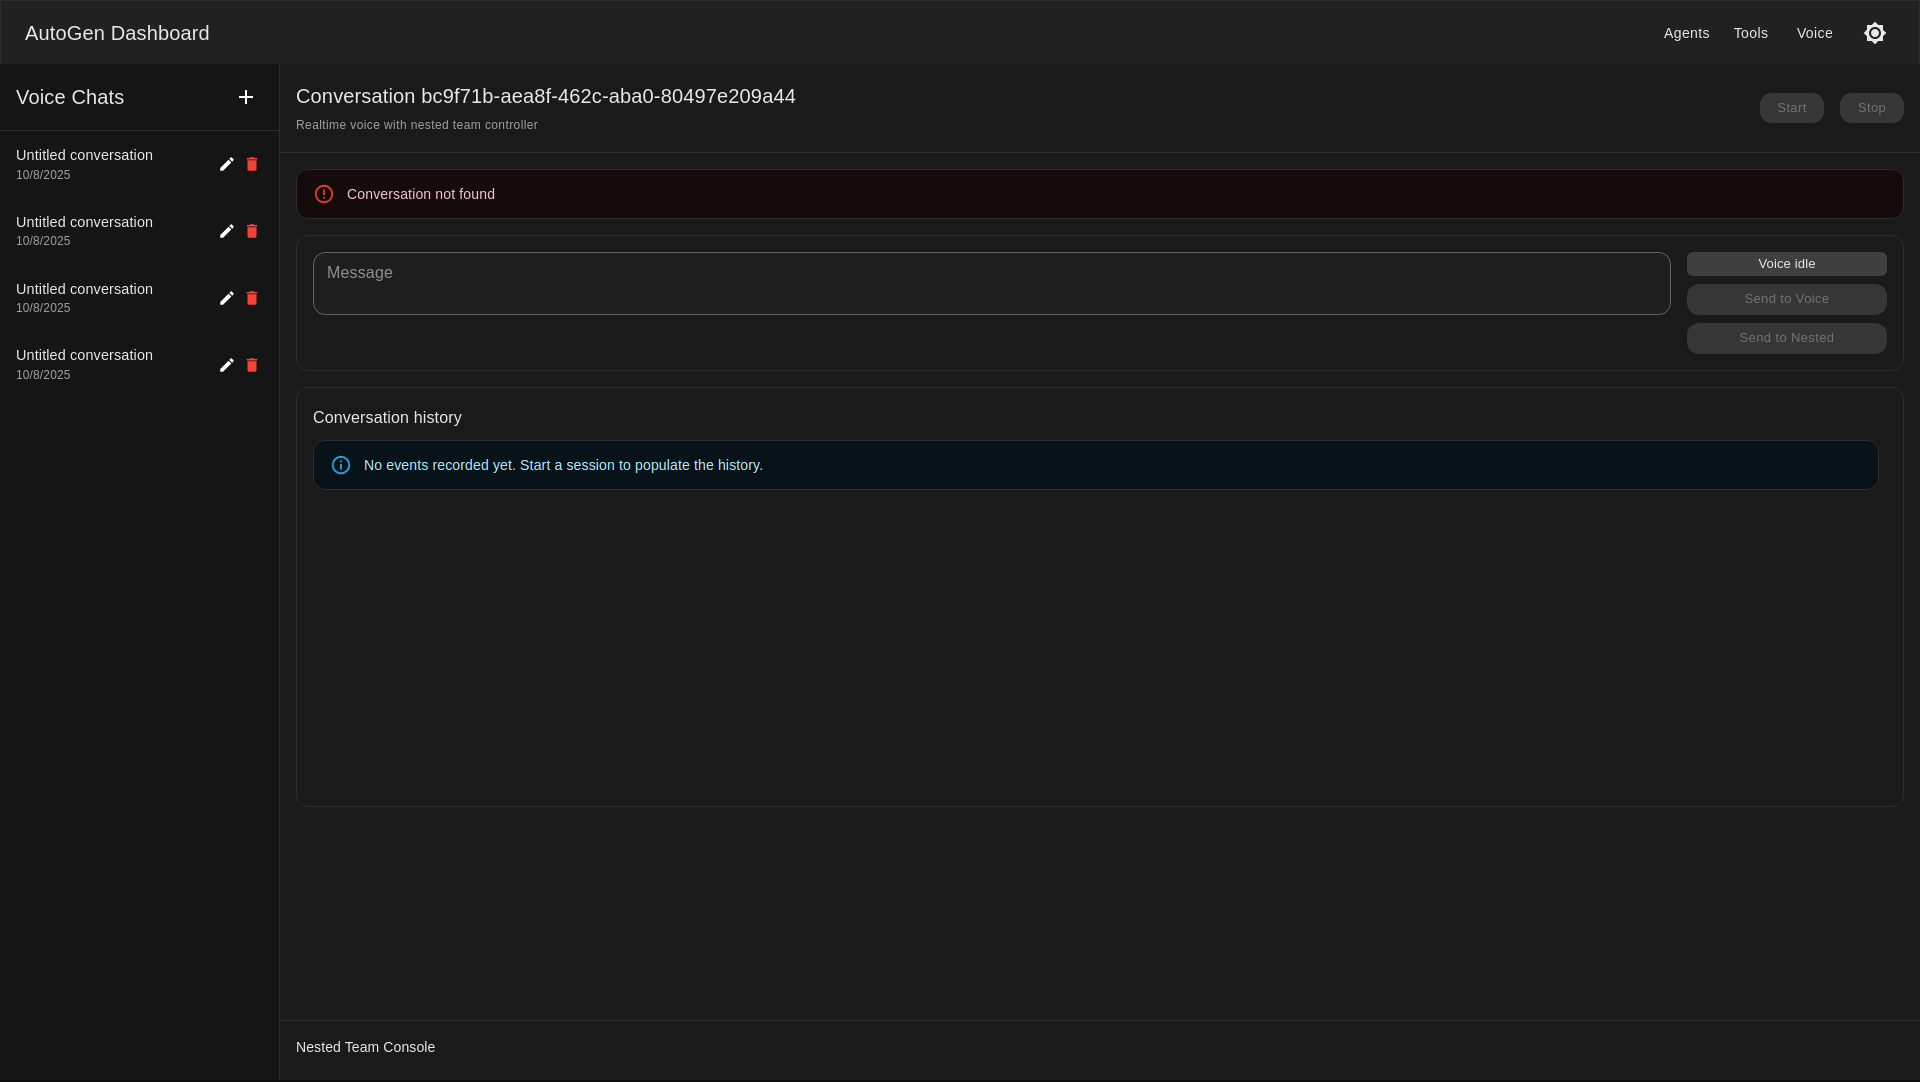 AutoGen Dashboard
Agents
Tools
Voice
Voice Chats
Untitled conversation
10/8/2025
Untitled conversation
10/8/2025
Untitled conversation
10/8/2025
Untitled conversation
10/8/2025
Conversation bc9f71b-aea8f-462c-aba0-80497e209a44
Realtime voice with nested team controller
Start
Stop
Conversation not found
Message
Voice idle
Send to Voice
Send to Nested
Conversation history
No events recorded yet. Start a session to populate the history.
Nested Team Console